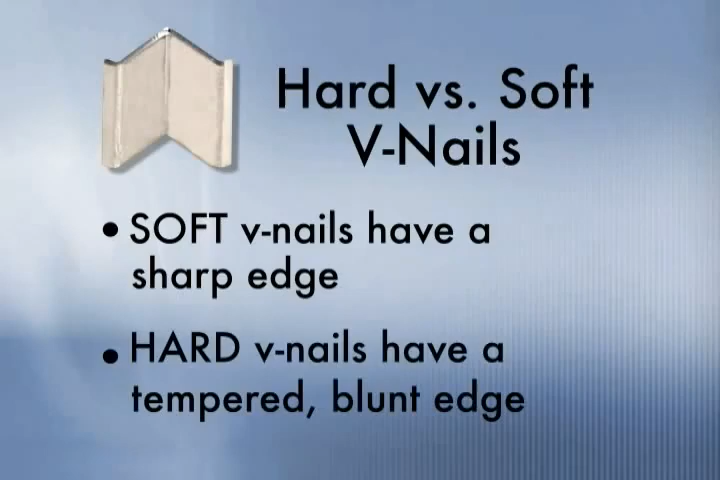 Hard vs. Soft
V-Nails
• SOFT v-nails have a
sharp edge
• HARD v-nails have a
tempered, blunt edge